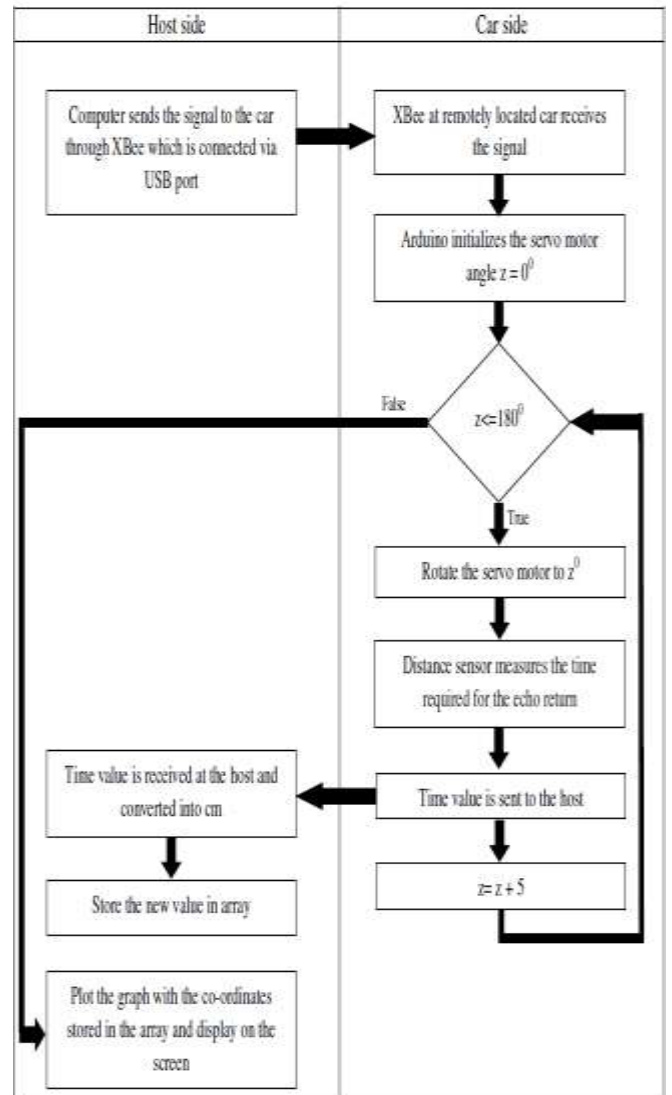 Host side
Car side
Computer sends the signal to the car
through XBee which is connected via
USB port
XBee at remotely located car receives
the signal
Arduino initializes the servo motor
angle z = 0⁰
z<=180⁰
False
True
Rotate the servo motor to z⁰
Distance sensor measures the time
required for the echo return
Time value is sent to the host
Time value is received at the host and
converted into cm
Store the new value in array
z= z + 5
Plot the graph with the co-ordinates
stored in the array and display on the
screen